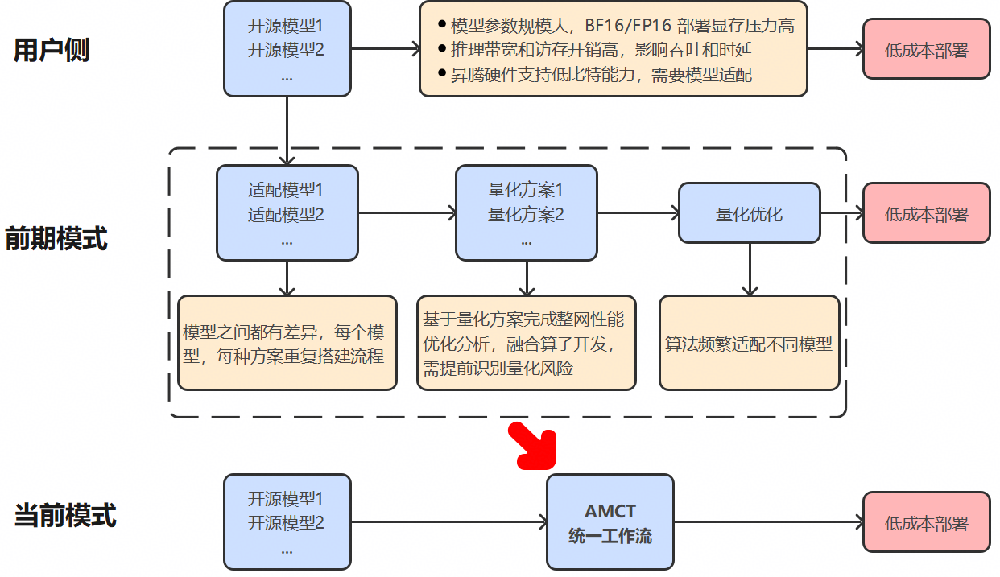 用户侧
开源模型1
开源模型2
...
● 模型参数规模大，BF16/FP16 部署显存压力高
● 推理带宽和访存开销高，影响吞吐和时延
● 昇腾硬件支持低比特能力，需要模型适配
低成本部署
前期模式
适配模型1
适配模型2
...
量化方案1
量化方案2
...
量化优化
低成本部署
模型之间都有差异，每个模
型，每种方案重复搭建流程
基于量化方案完成整网性能
优化分析，融合算子开发，
需提前识别量化风险
算法频繁适配不同模型
当前模式
开源模型1
开源模型2
...
AMCT
统一工作流
低成本部署